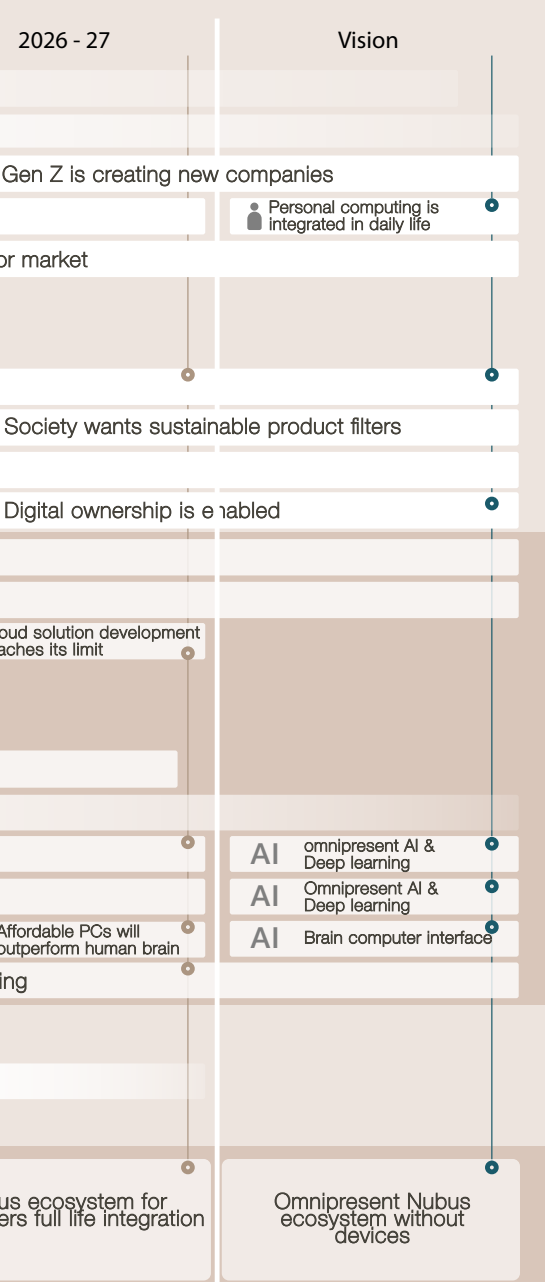 2026 - 27
Vision
Gen Z is creating new companies
Personal computing is
integrated in daily life
or market
Society wants sustainable product filters
Digital ownership is enabled
oud solution development
aches its limit
AI
omnipresent AI &
Deep learning
AI
Omnipresent AI &
Deep learning
Affordable PCs will
outperform human brain
AI
Brain computer interface
ing
us ecosystem for
ers full life integration
Omnipresent Nubus
ecosystem without
devices